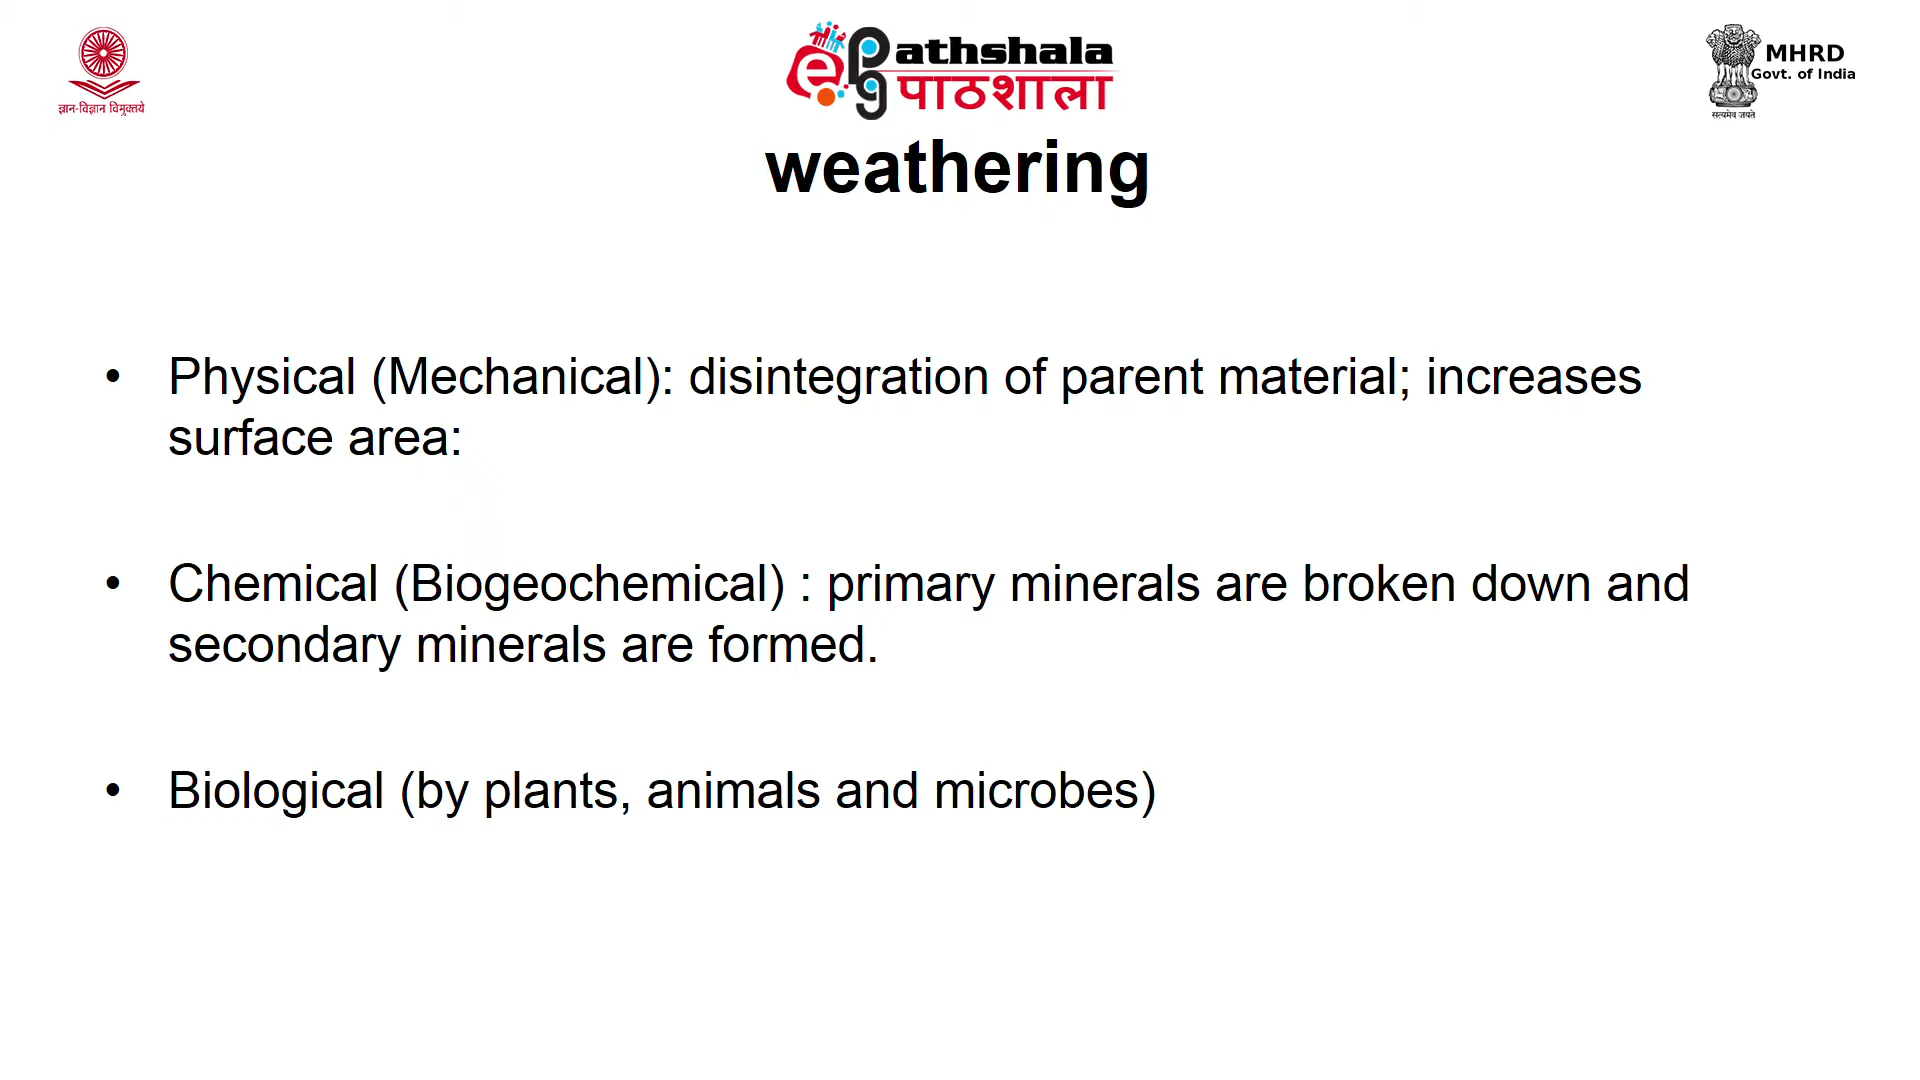 ज्ञान-विज्ञान विमुक्तये
ePG athshala
पाठशाला
MHRD
Govt. of India
सत्यमेव जयते
weathering
• Physical (Mechanical): disintegration of parent material; increases
surface area:
• Chemical (Biogeochemical) : primary minerals are broken down and
secondary minerals are formed.
• Biological (by plants, animals and microbes)